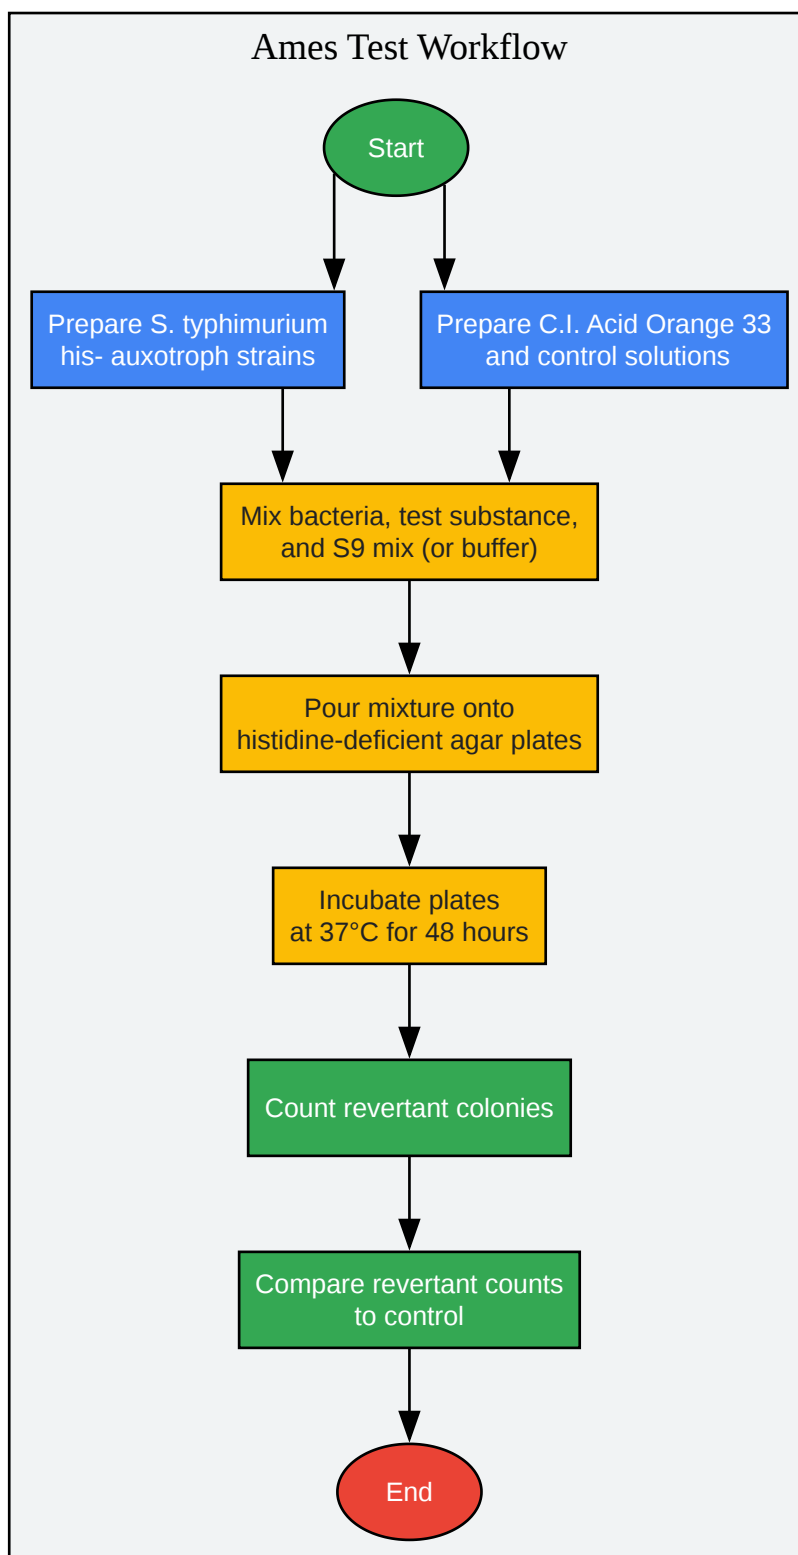 Ames Test Workflow
Start
Prepare S. typhimurium
his- auxotroph strains
Prepare C.I. Acid Orange 33
and control solutions
Mix bacteria, test substance,
and S9 mix (or buffer)
Pour mixture onto
histidine-deficient agar plates
Incubate plates
at 37°C for 48 hours
Count revertant colonies
Compare revertant counts
to control
End